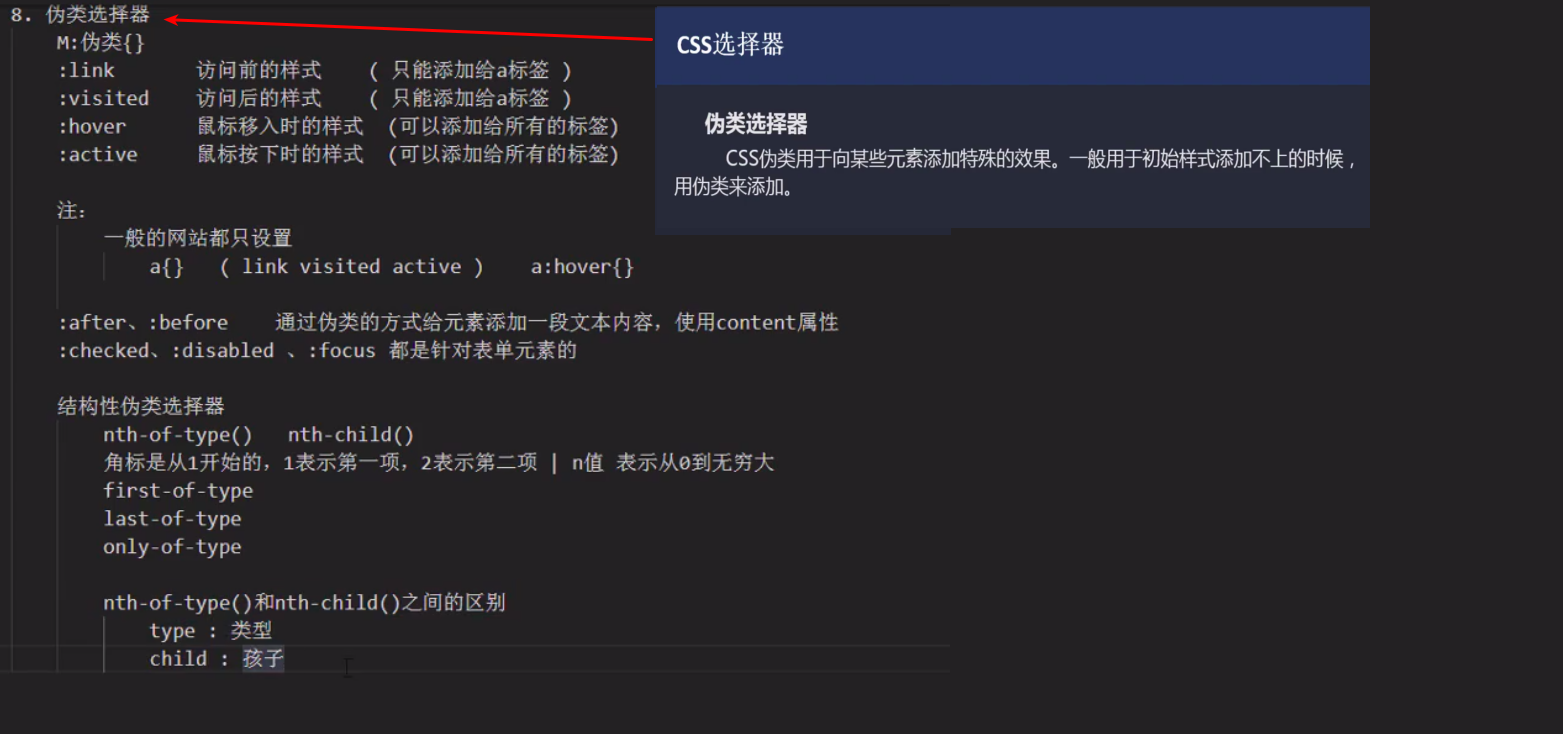 8. 伪类选择器
M:伪类{}
:link 访问前的样式 ( 只能添加给a标签 )
:visited 访问后的样式 ( 只能添加给a标签 )
:hover 鼠标移入时的样式 (可以添加给所有的标签)
:active 鼠标按下时的样式 (可以添加给所有的标签)
注:
一般的网站都只设置
a{} ( link visited active ) a:hover{}
:after、:before 通过伪类的方式给元素添加一段文本内容，使用content属性
:checked、:disabled 、:focus 都是针对表单元素的
结构性伪类选择器
nth-of-type() nth-child()
角标是从1开始的，1表示第一项，2表示第二项 | n值 表示从0到无穷大
first-of-type
last-of-type
only-of-type
nth-of-type()和nth-child()之间的区别
type : 类型
child : 孩子
CSS选择器
伪类选择器
CSS伪类用于向某些元素添加特殊的效果。一般用于初始样式添加不上的时候，
用伪类来添加。